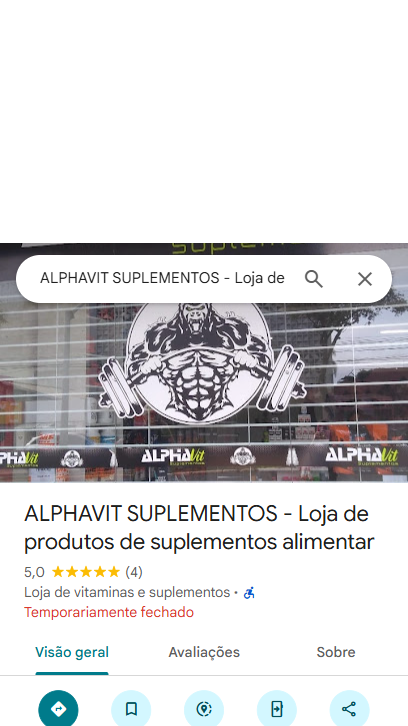 suplem
ALPHAVIT SUPLEMENTOS - Loja de
ALPHAVit
suplementos
ALPHAVit
suplementos
ALPHAVit
suplementos
ALPHAVIT SUPLEMENTOS - Loja de
produtos de suplementos alimentar
5,0 ★★★★★ (4)
Loja de vitaminas e suplementos •
Temporariamente fechado
Visão geral Avaliações Sobre